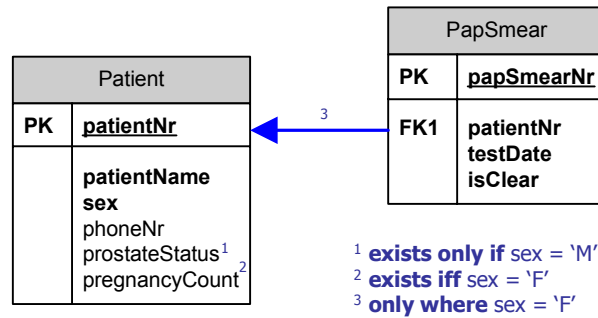 PapSmear
PK papSmearNr
FK1 patientNr
testDate
isClear
Patient
PK patientNr
patientName
sex
phoneNr
prostateStatus¹
pregnancyCount²
3
¹ exists only if sex = ‘M’
² exists iff sex = ‘F’
³ only where sex = ‘F’